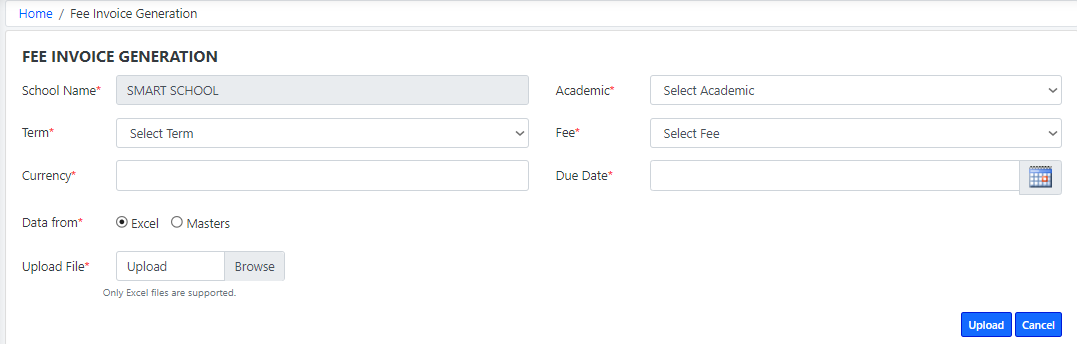 Home / Fee Invoice Generation
FEE INVOICE GENERATION
School Name* SMART SCHOOL Academic* Select Academic
Term* Select Term Fee* Select Fee
Currency* Due Date*
Data from* Excel Masters
Upload File* Upload Browse
Only Excel files are supported.
Upload Cancel